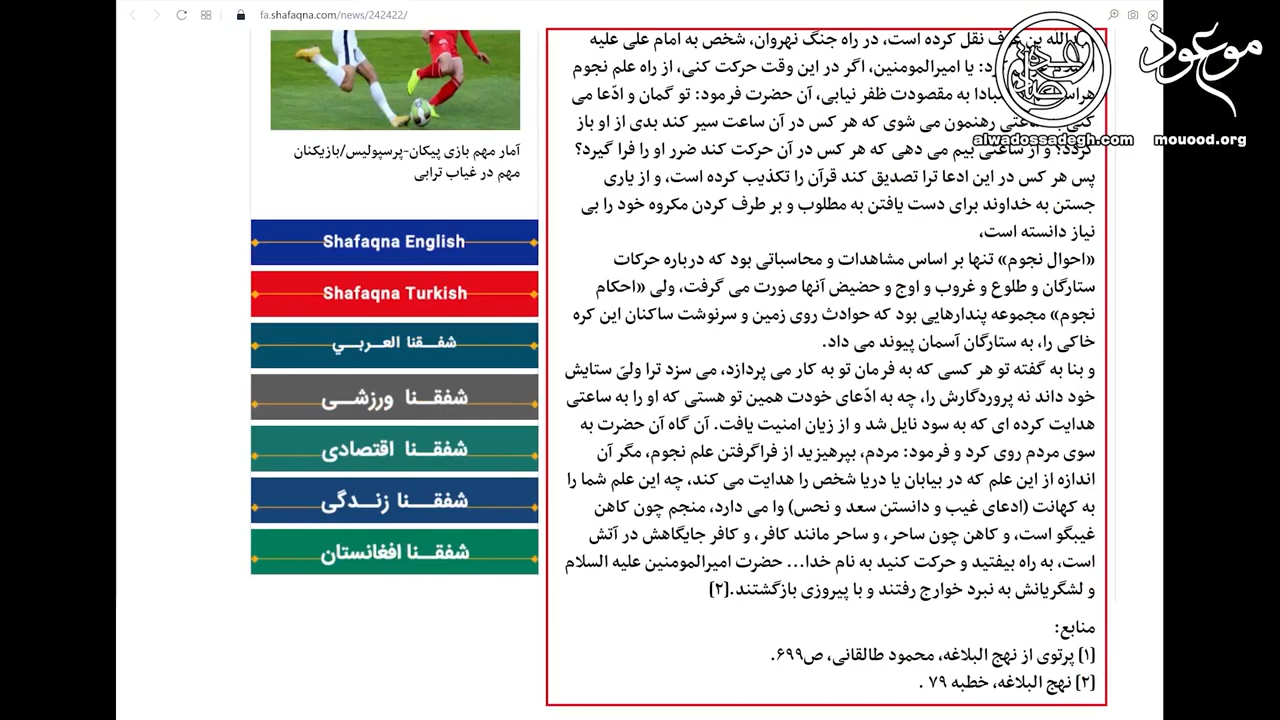 fa.shafaqna.com/news/242422/
موعود
alwadossadegh.com
mouood.org
نقل کرده است، در راه جنگ نهروان، شخص به امام علی علیه
یا امیرالمومنین، اگر در این وقت حرکت کنی، از راه علم نجوم
به مقصودت ظفر نیابی، آن حضرت فرمود: تو گمان و ادّعا می
رهنمون می شوی که هر کس در آن ساعت سیر کند بدی از او باز
گردد؟ و از ساعتی بیم می دهی که هر کس در آن حرکت کند ضرر او را فرا گیرد؟
پس هر کس در این ادعا ترا تصدیق کند قرآن را تکذیب کرده است، و از یاری
جستن به خداوند برای دست یافتن به مطلوب و بر طرف کردن مکروه خود را بی
نیاز دانسته است،
«احوال نجوم» تنها بر اساس مشاهدات و محاسباتی بود که درباره حرکات
ستارگان و طلوع و غروب و اوج و حضیض آنها صورت می گرفت، ولی «احکام
نجوم» مجموعه پندارهایی بود که حوادث روی زمین و سرنوشت ساکنان این کره
خاکی را، به ستارگان آسمان پیوند می داد.
و بنا به گفته تو هر کسی که به فرمان تو به کار می پردازد، می سزد ترا ولیّ ستایش
خود داند نه پروردگارش را، چه به ادّعای خودت همین تو هستی که او را به ساعتی
هدایت کرده ای که به سود نایل شد و از زیان امنیت یافت. آن گاه آن حضرت به
سوی مردم روی کرد و فرمود: مردم، بپرهیزید از فراگرفتن علم نجوم، مگر آن
اندازه از این علم که در بیابان یا دریا شخص را هدایت می کند، چه این علم شما را
به کهانت (ادعای غیب و دانستن سعد و نحس) وا می دارد، منجم چون کاهن
غیبگو است، و کاهن چون ساحر، و ساحر مانند کافر، و کافر جایگاهش در آتش
است، به راه بیفتید و حرکت کنید به نام خدا... حضرت امیرالمومنین علیه السلام
و لشگریانش به نبرد خوارج رفتند و با پیروزی بازگشتند.[۲]
منابع:
[۱] پرتوی از نهج البلاغه، محمود طالقانی، ص۶۹۹.
[۲] نهج البلاغه، خطبه ۷۹ .
آمار مهم بازی پیکان-پرسپولیس/بازیکنان
مهم در غیاب ترابی
Shafaqna English
Shafaqna Turkish
شفـقنا العـربـي
شفقـنا ورزشـی
شفقـنا اقتصادی
شفقـنا زنـدگی
شفقـنا افغانستان